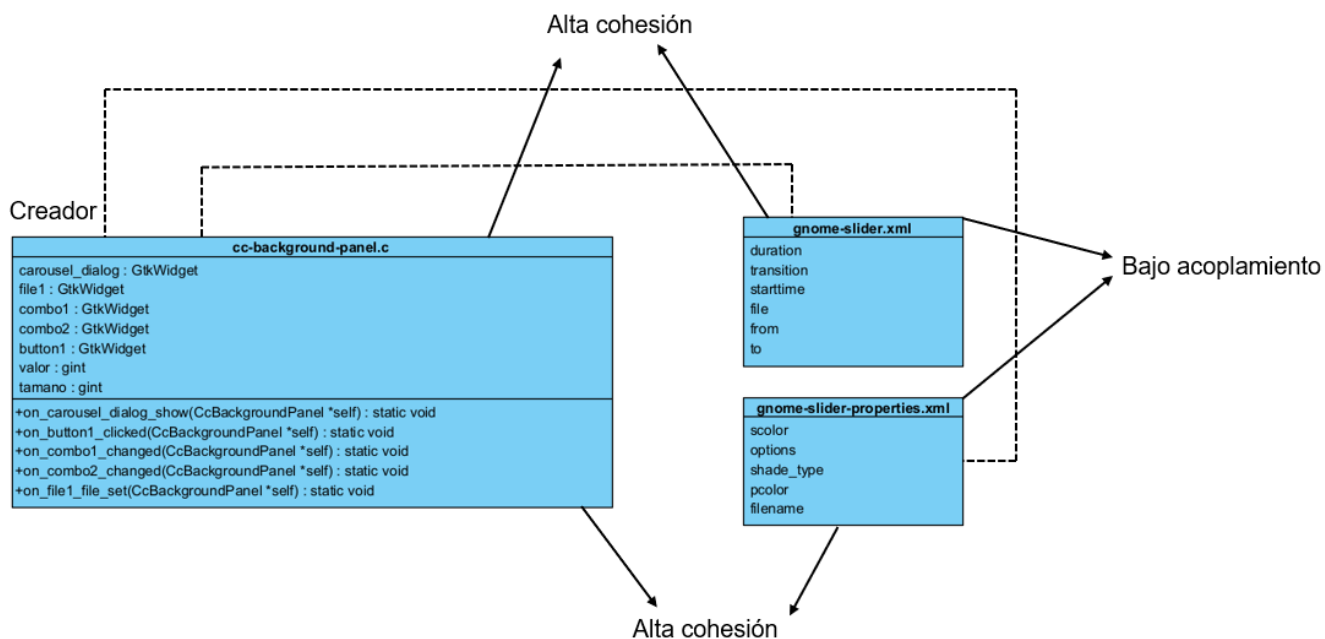 Alta cohesión
Creador
cc-background-panel.c
carousel_dialog : GtkWidget
file1 : GtkWidget
combo1 : GtkWidget
combo2 : GtkWidget
button1 : GtkWidget
valor : gint
tamano : gint
+on_carousel_dialog_show(CcBackgroundPanel *self) : static void
+on_button1_clicked(CcBackgroundPanel *self) : static void
+on_combo1_changed(CcBackgroundPanel *self) : static void
+on_combo2_changed(CcBackgroundPanel *self) : static void
+on_file1_file_set(CcBackgroundPanel *self) : static void
gnome-slider.xml
duration
transition
starttime
file
from
to
Bajo acoplamiento
gnome-slider-properties.xml
scolor
options
shade_type
pcolor
filename
Alta cohesión